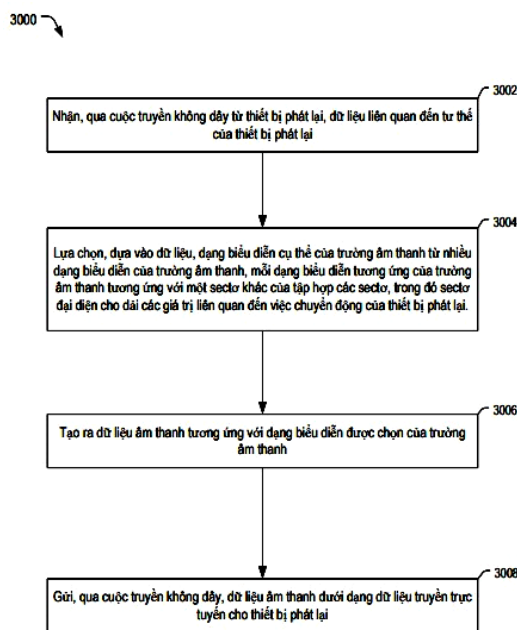 3000
3002
Nhận, qua cuộc truyền không dây từ thiết bị phát lại, dữ liệu liên quan đến tư thế
của thiết bị phát lại
3004
Lựa chọn, dựa vào dữ liệu, dạng biểu diễn cụ thể của trường âm thanh từ nhiều
dạng biểu diễn của trường âm thanh, mỗi dạng biểu diễn tương ứng của trường
âm thanh tương ứng với một sectơ khác của tập hợp các sectơ, trong đó sectơ
đại diện cho dải các giá trị liên quan đến việc chuyển động của thiết bị phát lại.
3006
Tạo ra dữ liệu âm thanh tương ứng với dạng biểu diễn được chọn của trường
âm thanh
3008
Gửi, qua cuộc truyền không dây, dữ liệu âm thanh dưới dạng dữ liệu truyền trực
tuyến cho thiết bị phát lại